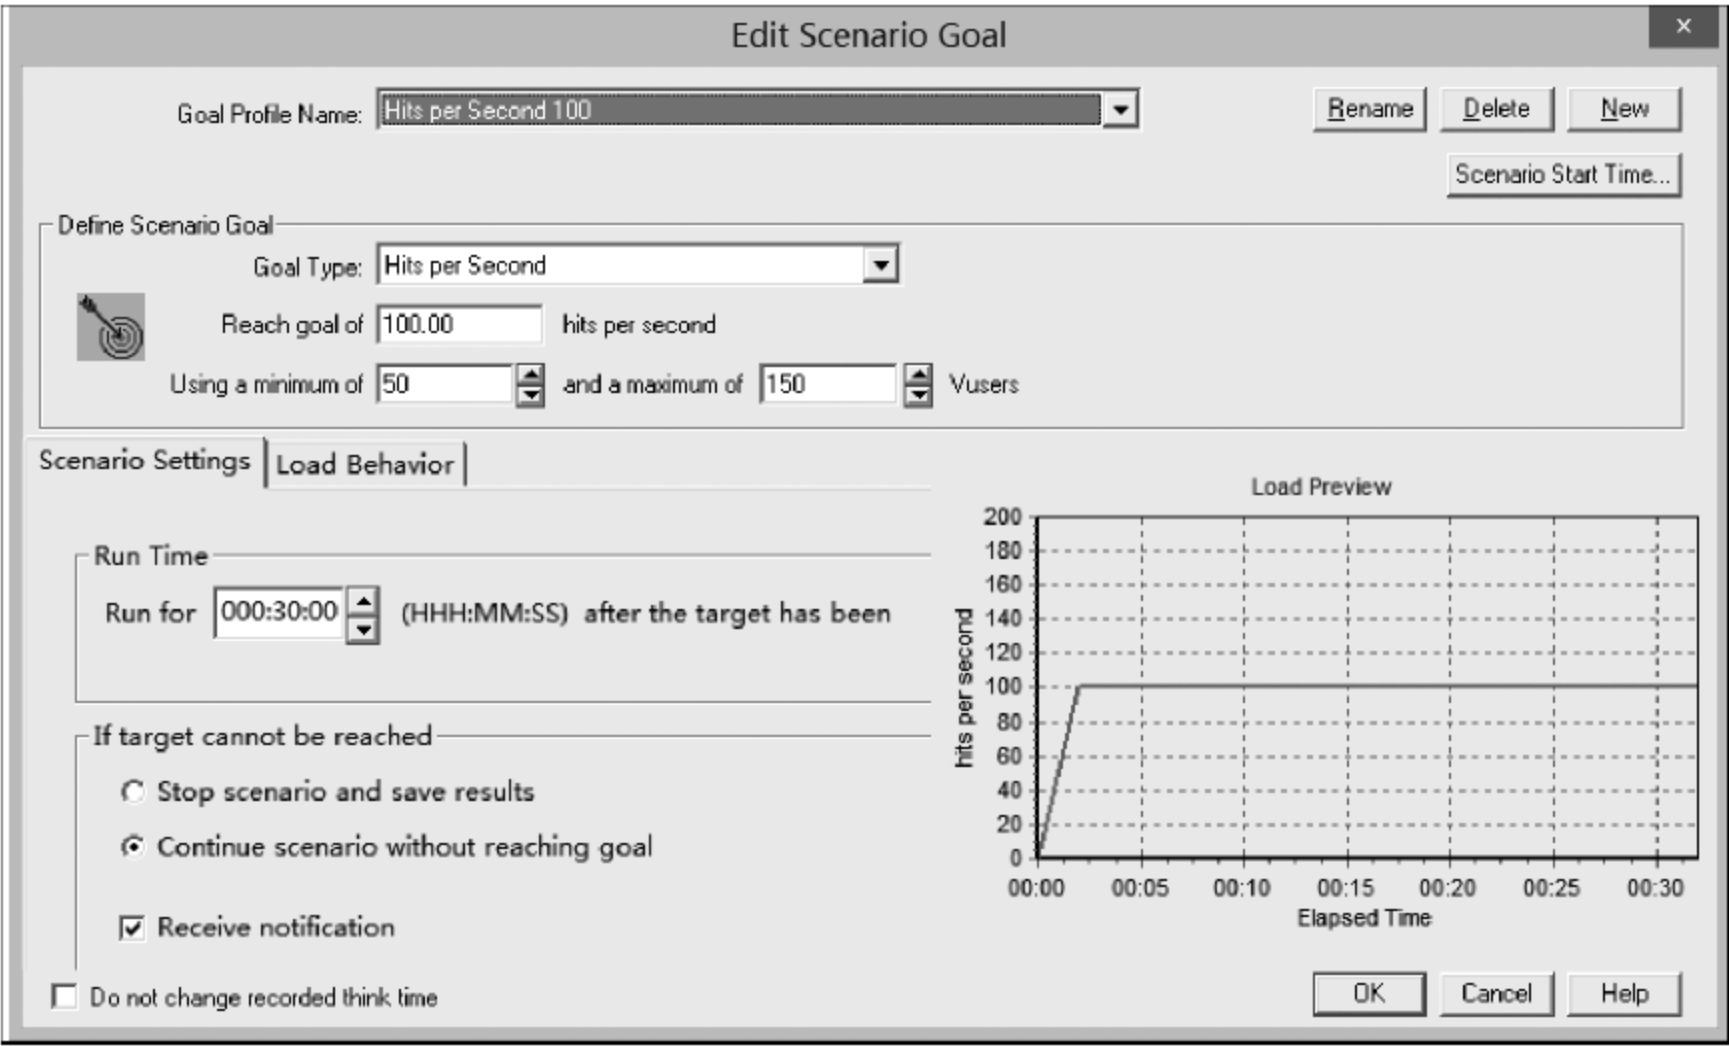 Edit Scenario Goal
x
Goal Profile Name: Hits per Second 100
Rename Delete New
Scenario Start Time...
Define Scenario Goal
Goal Type: Hits per Second
Reach goal of 100.00 hits per second
Using a minimum of 50 and a maximum of 150 Vusers
Scenario Settings Load Behavior
Run Time
Run for 000:30:00 (HHH:MM:SS) after the target has been
If target cannot be reached
Stop scenario and save results
Continue scenario without reaching goal
Receive notification
Do not change recorded think time
Load Preview
hits per second
200
180
160
140
120
100
80
60
40
20
0
00:00 00:05 00:10 00:15 00:20 00:25 00:30
Elapsed Time
OK Cancel Help